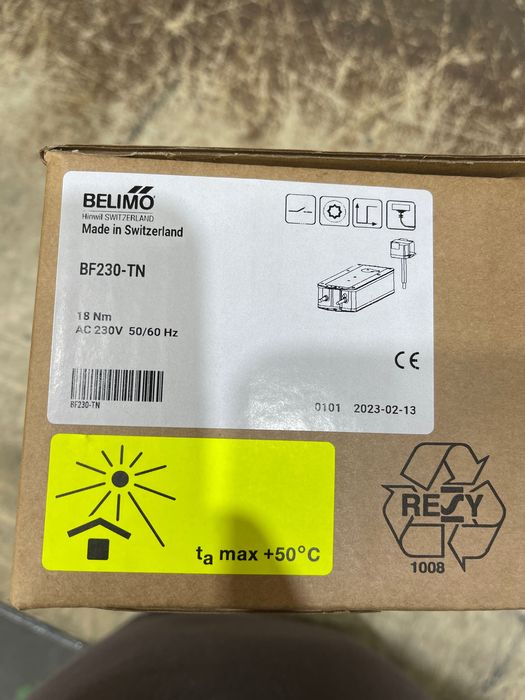 BELIMO
Hinwil SWITZERLAND
Made in Switzerland
BF230-TN
18 Nm
AC 230V 50/60 Hz
BF230-TN
CE
0101 2023-02-13
ta max +50°C
RESY
1008